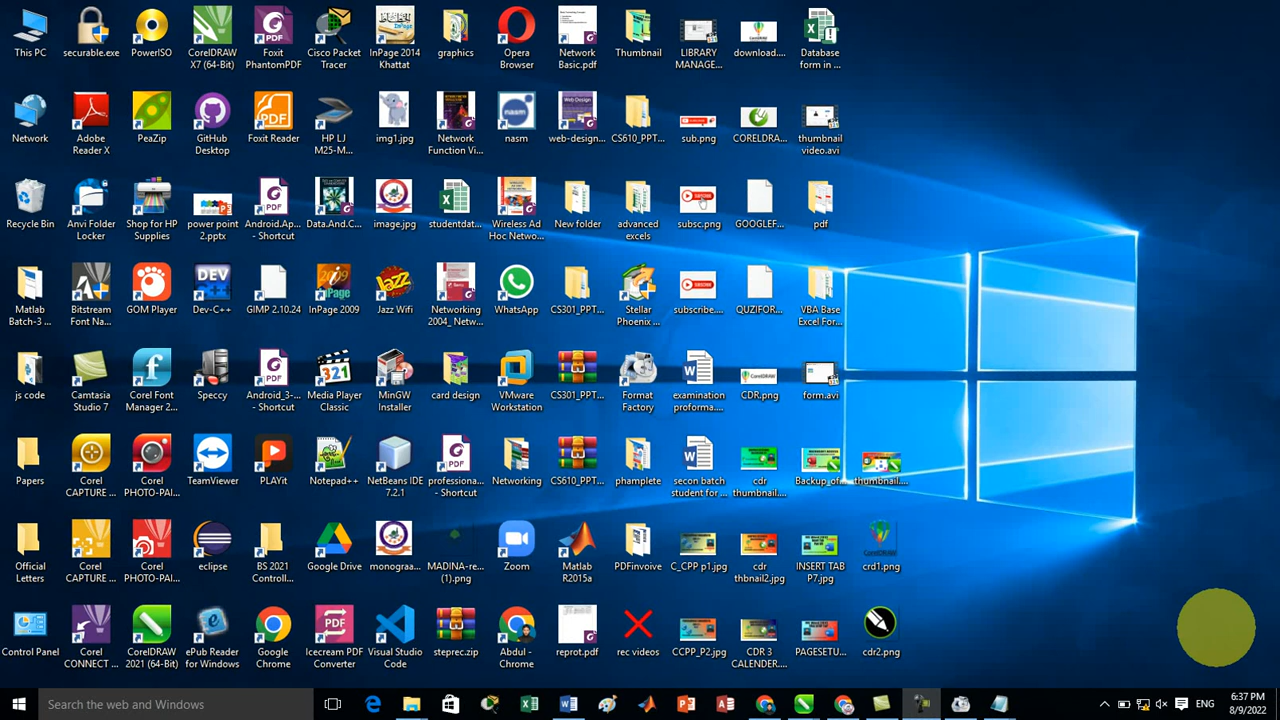 This PC
securable.exe
PowerISO
CorelDRAW
X7 (64-Bit)
Foxit
PhantomPDF
Cisco Packet
Tracer
InPage 2014
Khattat
graphics
Opera
Browser
Network
Basic.pdf
Thumbnail
LIBRARY
MANAGE...
download....
Database
form in ...
Network
Adobe
Reader X
PeaZip
GitHub
Desktop
Foxit Reader
HP LJ
M25-M...
img1.jpg
Network
Function Vi...
nasm
web-design...
CS610_PPT...
sub.png
CORELDRA...
thumbnail
video.avi
Recycle Bin
Anvi Folder
Locker
Shop for HP
Supplies
power point
2.pptx
Android.Ap...
- Shortcut
Data.And.C...
image.jpg
studentdat...
Wireless Ad
Hoc Netwo...
New folder
advanced
excels
subsc.png
GOOGLEF...
pdf
Matlab
Batch-3 ...
Bitstream
Font Na...
GOM Player
Dev-C++
GIMP 2.10.24
InPage 2009
Jazz Wifi
Networking
2004_ Netw...
WhatsApp
CS301_PPT...
Stellar
Phoenix ...
subscribe....
QUZIFOR...
VBA Base
Excel For...
js code
Camtasia
Studio 7
Corel Font
Manager 2...
Speccy
Android_3-...
- Shortcut
Media Player
Classic
MinGW
Installer
card design
VMware
Workstation
CS301_PPT...
Format
Factory
examination
proforma....
CDR.png
form.avi
Papers
Corel
CAPTURE ...
Corel
PHOTO-PAI...
TeamViewer
PLAYit
Notepad++
NetBeans IDE
7.2.1
professiona...
- Shortcut
Networking
CS610_PPT...
phamplete
secon batch
student for ...
cdr
thumbnail....
Backup_of...
thumbnail....
Official
Letters
Corel
CAPTURE ...
Corel
PHOTO-PAI...
eclipse
BS 2021
Controll...
Google Drive
monograa...
MADINA-re...
(1).png
Zoom
Matlab
R2015a
PDFinvoive
C_CPP p1.jpg
cdr
thbnail2.jpg
INSERT TAB
P7.jpg
crd1.png
Control Panel
Corel
CONNECT ...
CorelDRAW
2021 (64-Bit)
ePub Reader
for Windows
Google
Chrome
Icecream PDF
Converter
Visual Studio
Code
steprec.zip
Abdul -
Chrome
reprot.pdf
rec videos
CCPP_P2.jpg
CDR 3
CALENDER....
PAGESETU...
cdr2.png
Search the web and Windows
ENG
6:37 PM
8/9/2022